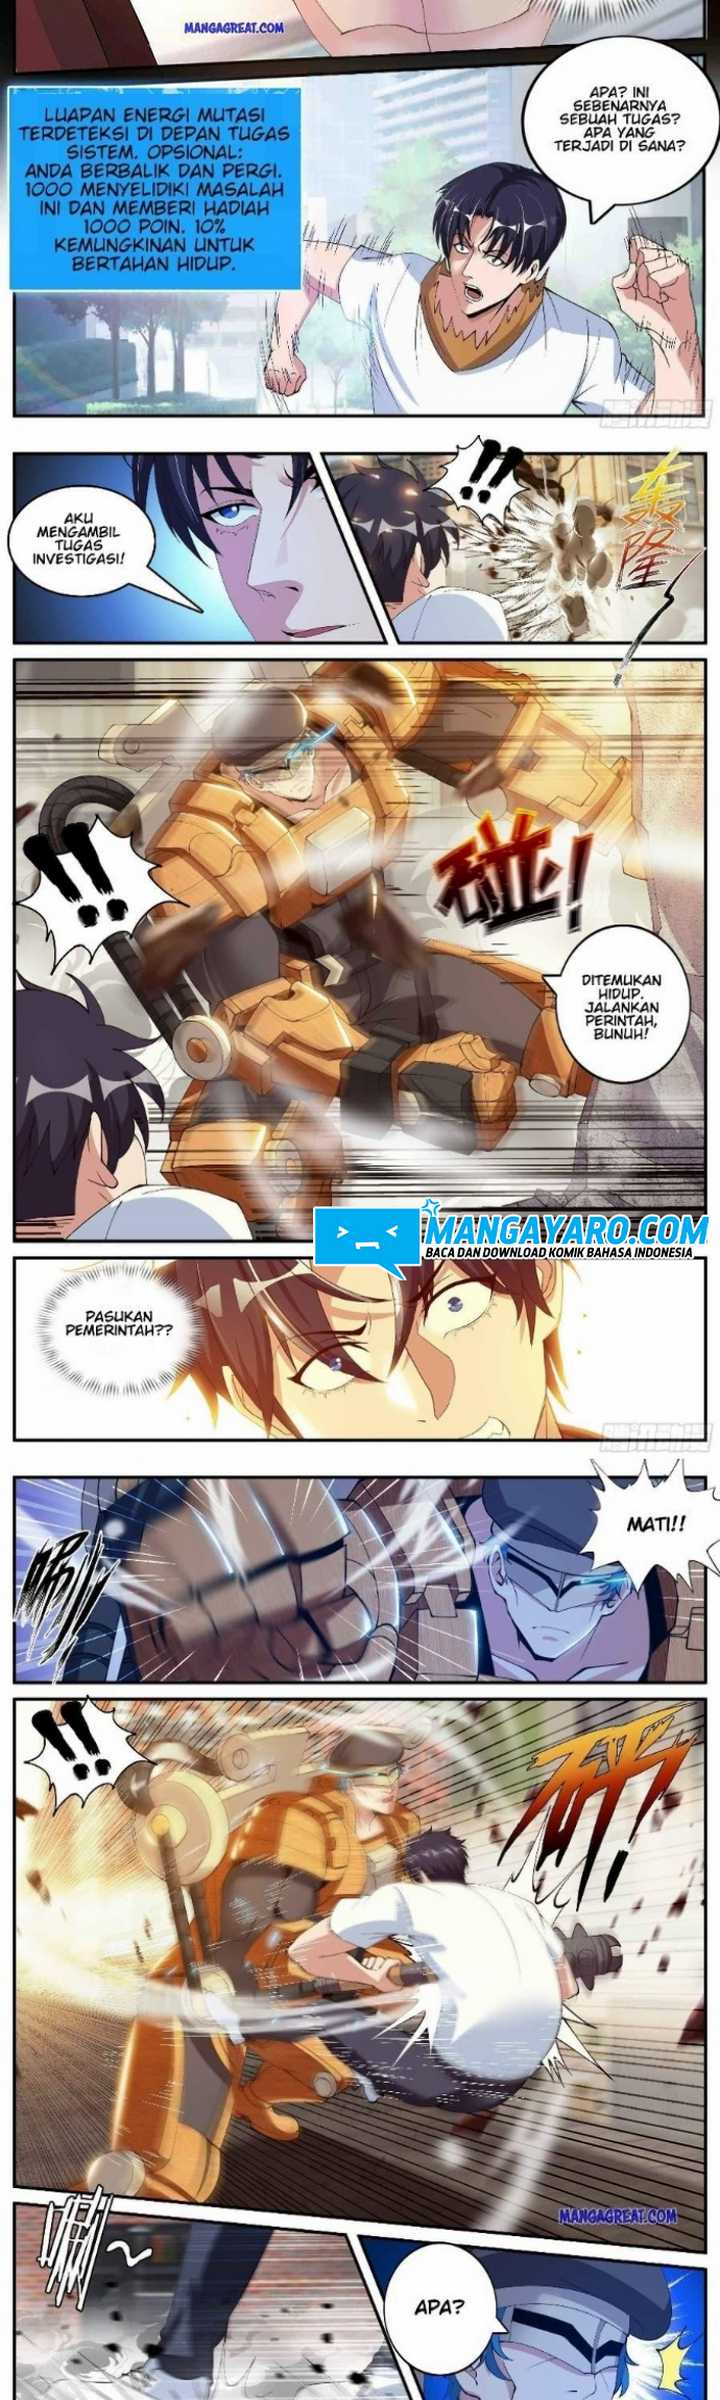 MANGAGREAT.COM
LUAPAN ENERGI MUTASI
TERDETEKSI DI DEPAN TUGAS
SISTEM. OPSIONAL:
ANDA BERBALIK DAN PERGI.
1000 MENYELIDIKI MASALAH
INI DAN MEMBERI HADIAH
1000 POIN. 10%
KEMUNGKINAN UNTUK
BERTAHAN HIDUP.
APA? INI
SEBENARNYA
SEBUAH TUGAS?
APA YANG
TERJADI DI SANA?
AKU
MENGAMBIL
TUGAS
INVESTIGASI!
!!
轰隆
!!
碰!
DITEMUKAN
HIDUP.
JALANKAN
PERINTAH,
BUNUH!
MANGAYARO.COM
BACA DAN DOWNLOAD KOMIK BAHASA INDONESIA
PASUKAN
PEMERINTAH??
MATI!!
!!
砰!
MANGAGREAT.COM
APA?